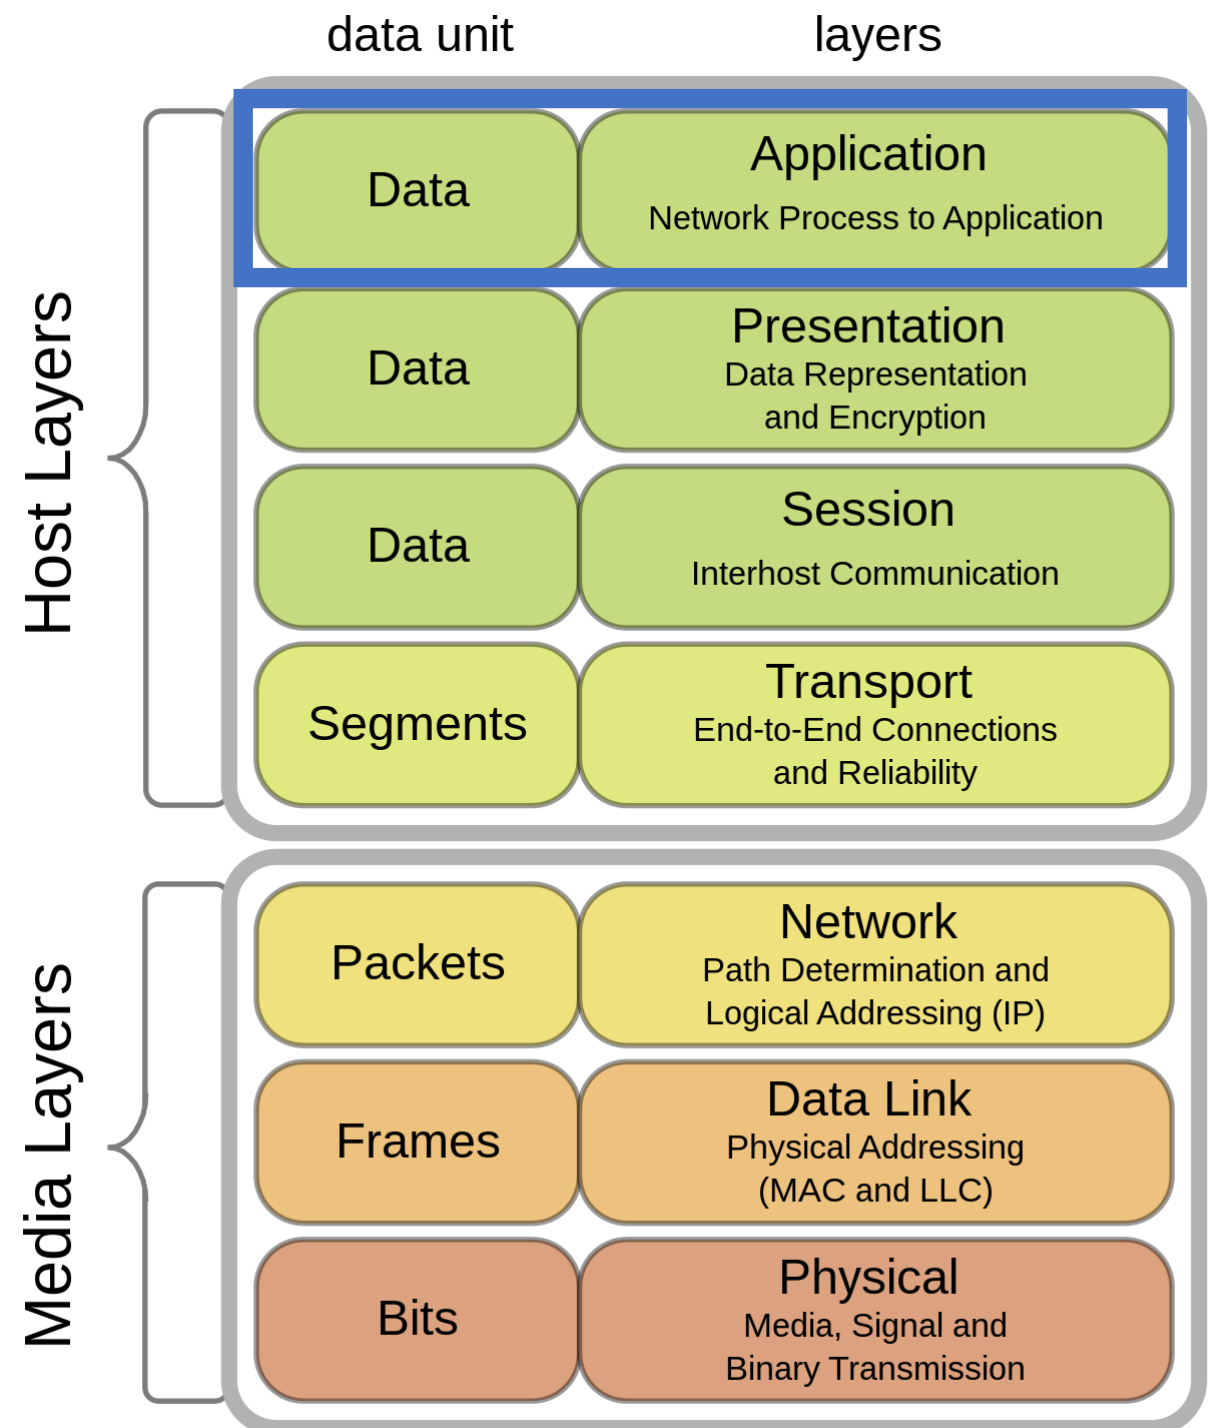 data unit
layers
Host Layers
Data
Application
Network Process to Application
Data
Presentation
Data Representation
and Encryption
Data
Session
Interhost Communication
Segments
Transport
End-to-End Connections
and Reliability
Media Layers
Packets
Network
Path Determination and
Logical Addressing (IP)
Frames
Data Link
Physical Addressing
(MAC and LLC)
Bits
Physical
Media, Signal and
Binary Transmission